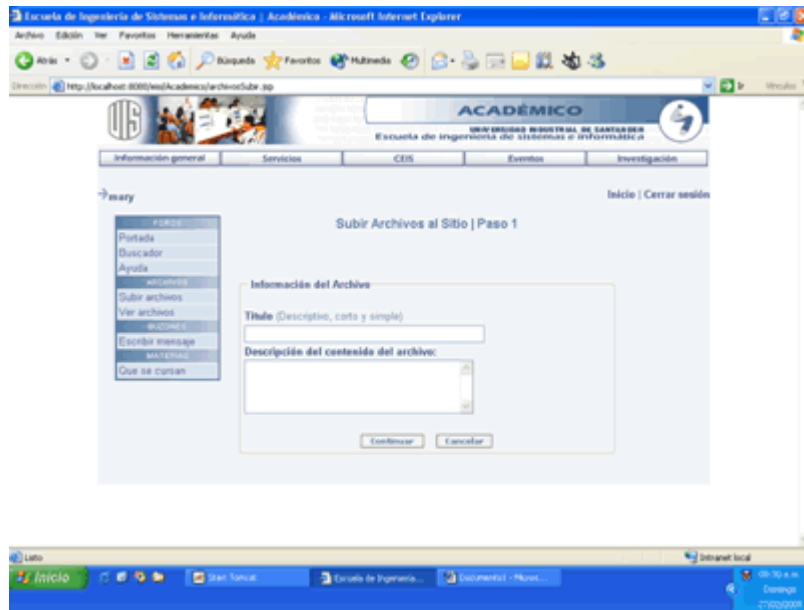 Escuela de Ingeniería de Sistemas e Informática | Académico - Microsoft Internet Explorer
Archivo Edición Ver Favoritos Herramientas Ayuda
Atrás Búsqueda Favoritos Multimedia
Dirección http://localhost:8080/eisi/Academico/archivosSubir.jsp Ir Vínculos
UIS
ACADÉMICO
UNIVERSIDAD INDUSTRIAL DE SANTANDER
Escuela de ingeniería de sistemas e informática
Información general Servicios CEIS Eventos Investigación
mary Inicio | Cerrar sesión
FOROS
Portada
Buscador
Ayuda
ARCHIVOS
Subir archivos
Ver archivos
BUZONES
Escribir mensaje
MATERIAS
Que se cursan
Subir Archivos al Sitio | Paso 1
Información del Archivo
Título (Descriptivo, corto y simple)
Descripción del contenido del archivo:
Continuar Cancelar
Listo Intranet local
Inicio Start Tomcat Escuela de Ingeniería... Documento1 - Micros...
Domingo